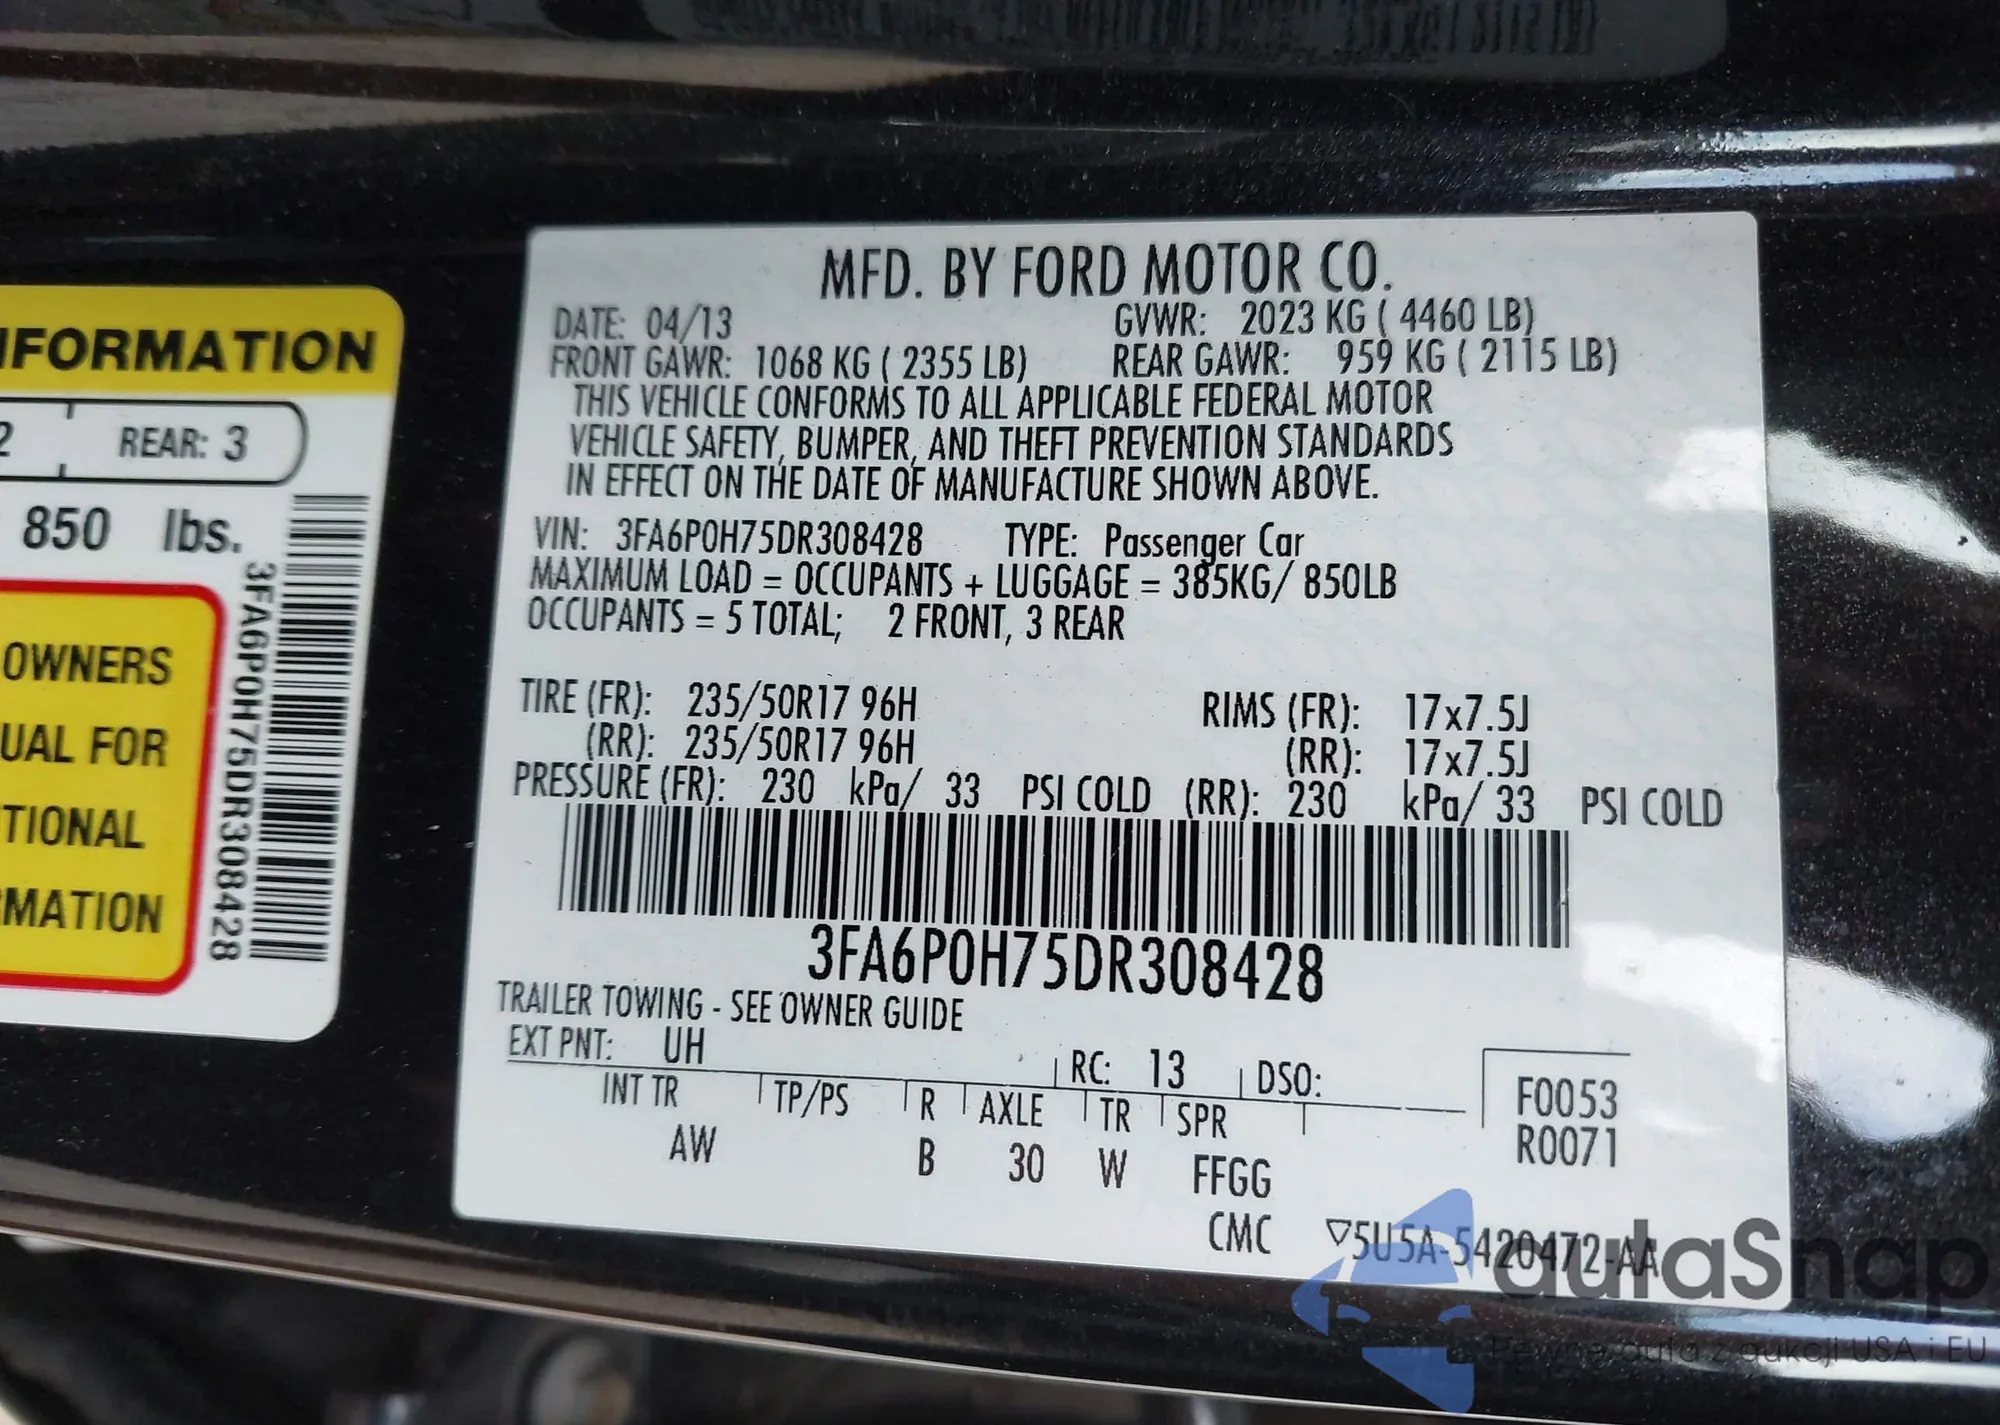 NFORMATION
2 REAR: 3
850 lbs.
OWNERS
UAL FOR
TIONAL
MATION
3FA6P0H75DR308428
MFD. BY FORD MOTOR CO.
DATE: 04/13 GVWR: 2023 KG ( 4460 LB)
FRONT GAWR: 1068 KG ( 2355 LB) REAR GAWR: 959 KG ( 2115 LB)
THIS VEHICLE CONFORMS TO ALL APPLICABLE FEDERAL MOTOR
VEHICLE SAFETY, BUMPER, AND THEFT PREVENTION STANDARDS
IN EFFECT ON THE DATE OF MANUFACTURE SHOWN ABOVE.
VIN: 3FA6P0H75DR308428 TYPE: Passenger Car
MAXIMUM LOAD = OCCUPANTS + LUGGAGE = 385KG/ 850LB
OCCUPANTS = 5 TOTAL; 2 FRONT, 3 REAR
TIRE (FR): 235/50R17 96H RIMS (FR): 17x7.5J
(RR): 235/50R17 96H (RR): 17x7.5J
PRESSURE (FR): 230 kPa/ 33 PSI COLD (RR): 230 kPa/ 33 PSI COLD
3FA6P0H75DR308428
TRAILER TOWING - SEE OWNER GUIDE
EXT PNT: UH RC: 13 DSO:
INT TR TP/PS R AXLE TR SPR F0053
AW B 30 W FFGG R0071
CMC ▽5U5A-5420472-AA
autaSnap
Pewne auta z aukcji USA i EU